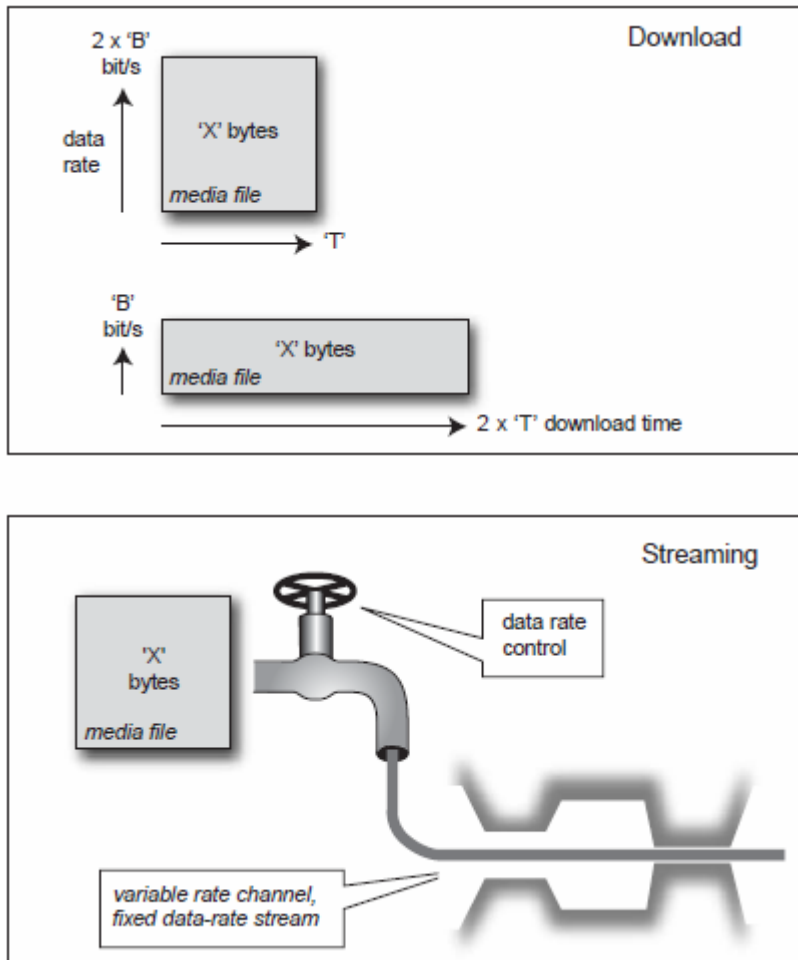 Download
2 x ‘B’
bit/s
data
rate
‘X’ bytes
media file
‘T’
‘B’
bit/s
‘X’ bytes
media file
2 x ‘T’ download time
Streaming
'X'
bytes
media file
data rate
control
variable rate channel,
fixed data-rate stream